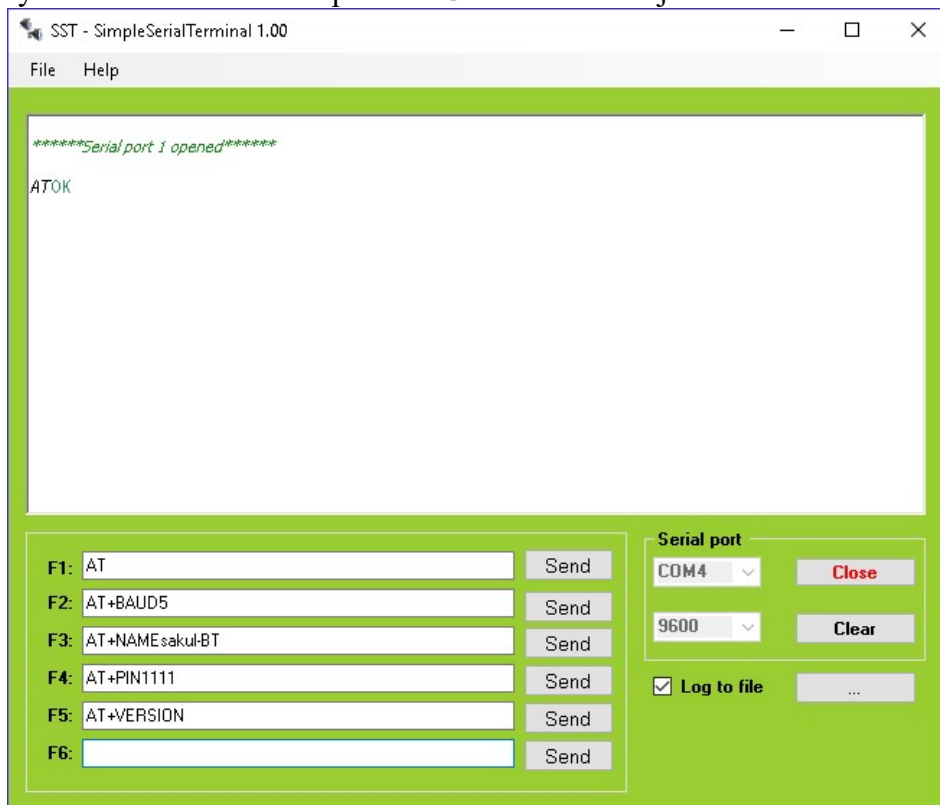 SST - SimpleSerialTerminal 1.00
File Help
******Serial port 1 opened******
ATOK
F1: AT Send
F2: AT+BAUD5 Send
F3: AT+NAMEsakul-BT Send
F4: AT+PIN1111 Send
F5: AT+VERSION Send
F6: Send
Serial port
COM4 Close
9600 Clear
Log to file ...